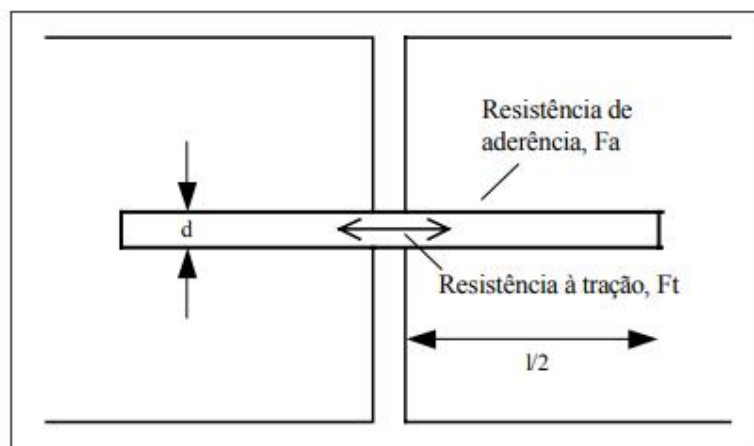 Resistência de
aderência, Fa
d
Resistência à tração, Ft
l/2